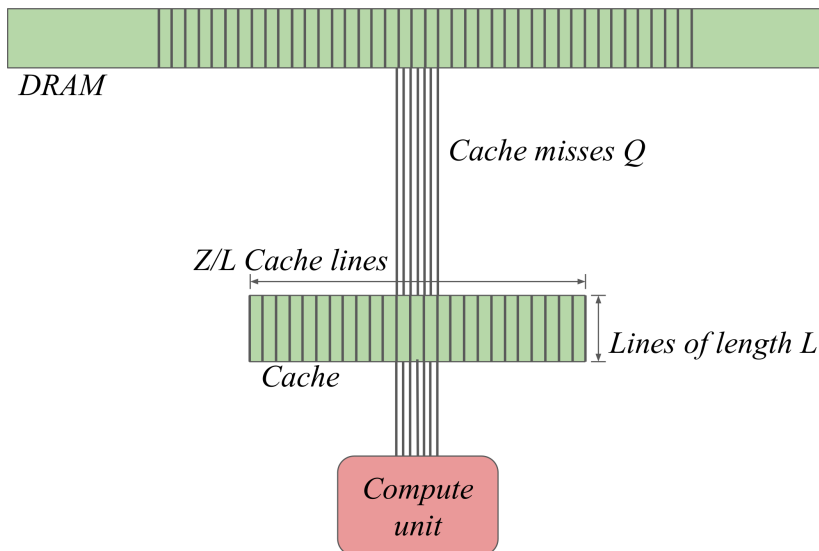 DRAM
Cache misses Q
Z/L Cache lines
Lines of length L
Cache
Compute
unit